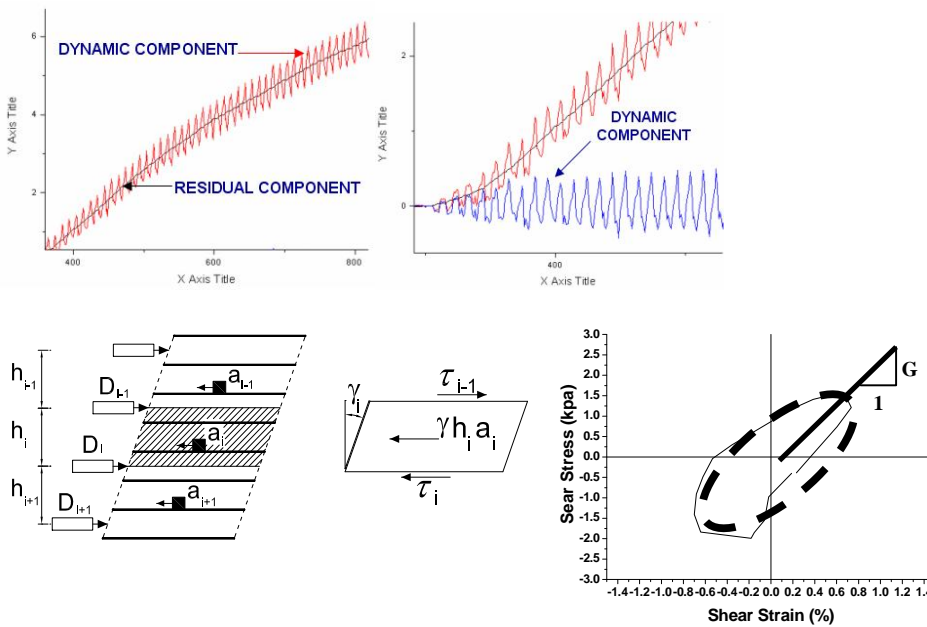 DYNAMIC COMPONENT
RESIDUAL COMPONENT
Y Axis Title
6
4
2
400
600
800
X Axis Title
DYNAMIC
COMPONENT
Y Axis Title
2
0
400
X Axis Title
h i-1
h i
h i+1
D I-1
D I
D I+1
a I-1
a i
a i+1
γ i
τ i-1
γ h i a i
τ i
Sear Stress (kpa)
3.0
2.5
2.0
1.5
1.0
0.5
0.0
-0.5
-1.0
-1.5
-2.0
-2.5
-3.0
G
1
-1.4 -1.2 -1.0 -0.8 -0.6 -0.4 -0.2 0.0 0.2 0.4 0.6 0.8 1.0 1.2 1.4
Shear Strain (%)